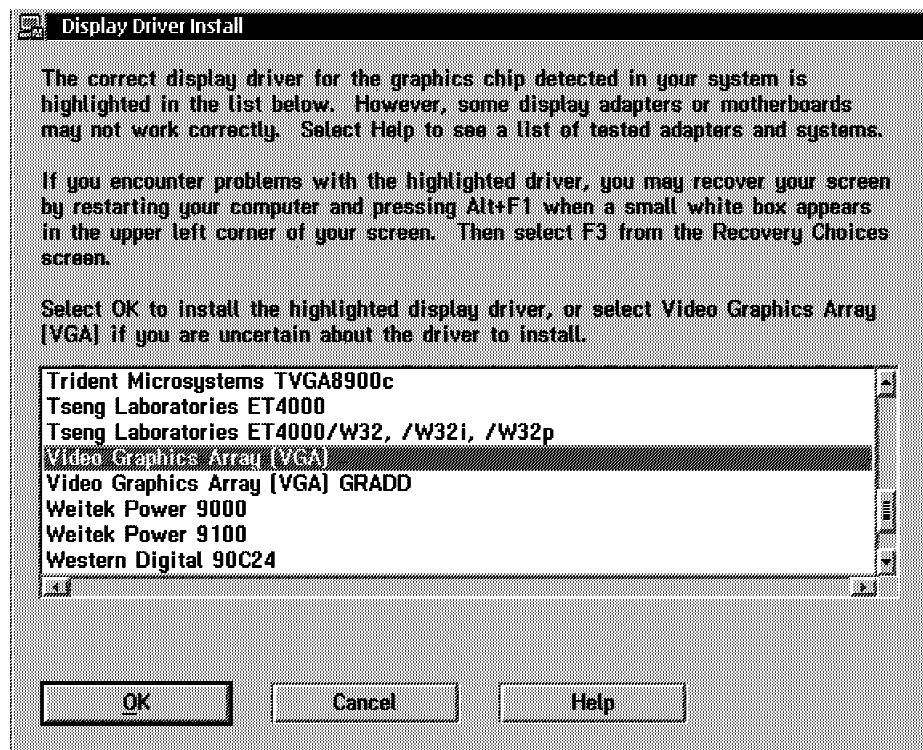 Display Driver Install
The correct display driver for the graphics chip detected in your system is
highlighted in the list below.  However, some display adapters or motherboards
may not work correctly.  Select Help to see a list of tested adapters and systems.
If you encounter problems with the highlighted driver, you may recover your screen
by restarting your computer and pressing Alt+F1 when a small white box appears
in the upper left corner of your screen.  Then select F3 from the Recovery Choices
screen.
Select OK to install the highlighted display driver, or select Video Graphics Array
(VGA) if you are uncertain about the driver to install.
Trident Microsystems TVGA8900c
Tseng Laboratories ET4000
Tseng Laboratories ET4000/W32, /W32i, /W32p
Video Graphics Array (VGA)
Video Graphics Array (VGA) GRADD
Weitek Power 9000
Weitek Power 9100
Western Digital 90C24
OK
Cancel
Help